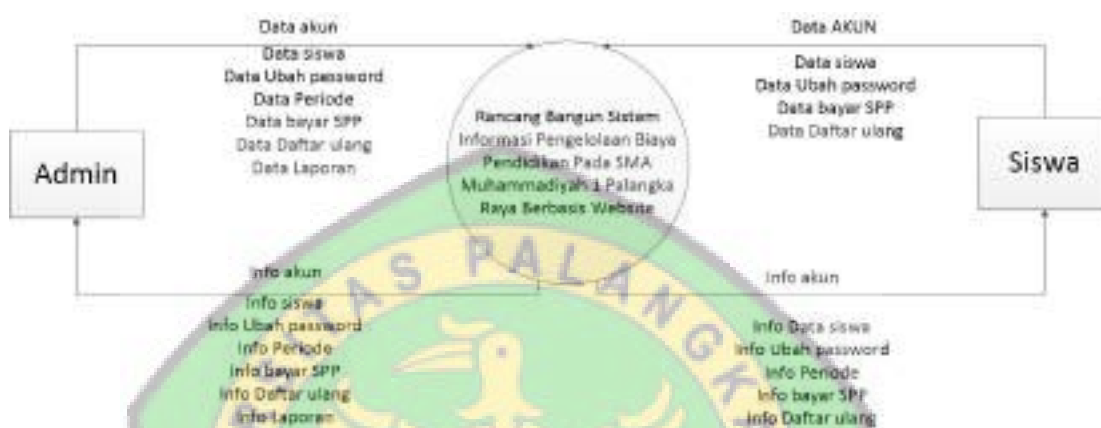 Data akun
Data siswa
Data Ubah password
Data Periode
Data bayar SPP
Data Daftar ulang
Data Laporan
Admin
Info akun
Info siswa
Info Ubah password
Info Periode
Info bayar SPP
Info Daftar ulang
Info Laporan
Rancang Bangun Sistem
Informasi Pengelolaan Biaya
Pendidikan Pada SMA
Muhammadiyah 1 Palangka
Raya Berbasis Website
Data AKUN
Data siswa
Data Ubah password
Data bayar SPP
Data Daftar ulang
Siswa
Info akun
Info Data siswa
Info Ubah password
Info Periode
Info bayar SPP
Info Daftar ulang
PALANGK